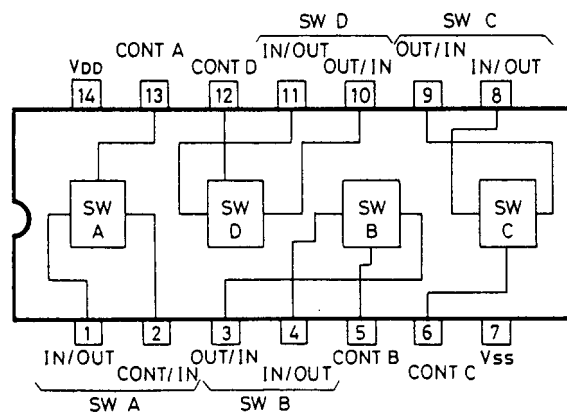 SW D SW C
CONT A IN/OUT OUT/IN
VDD CONT D OUT/IN IN/OUT
14 13 12 11 10 9 8
SW A
SW D
SW B
SW C
1 2 3 4 5 6 7
IN/OUT OUT/IN CONT B Vss
CONT/IN IN/OUT CONT C
SW A SW B